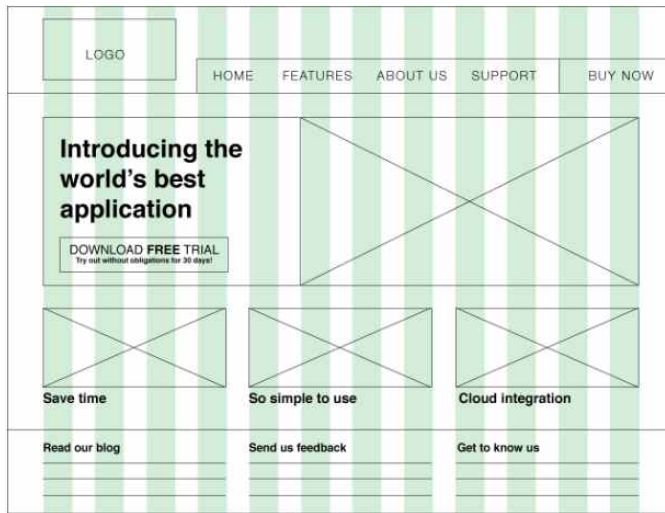 LOGO
HOME FEATURES ABOUT US SUPPORT BUY NOW
Introducing the
world's best
application
DOWNLOAD FREE TRIAL
Try out without obligations for 30 days!
Save time So simple to use Cloud integration
Read our blog Send us feedback Get to know us